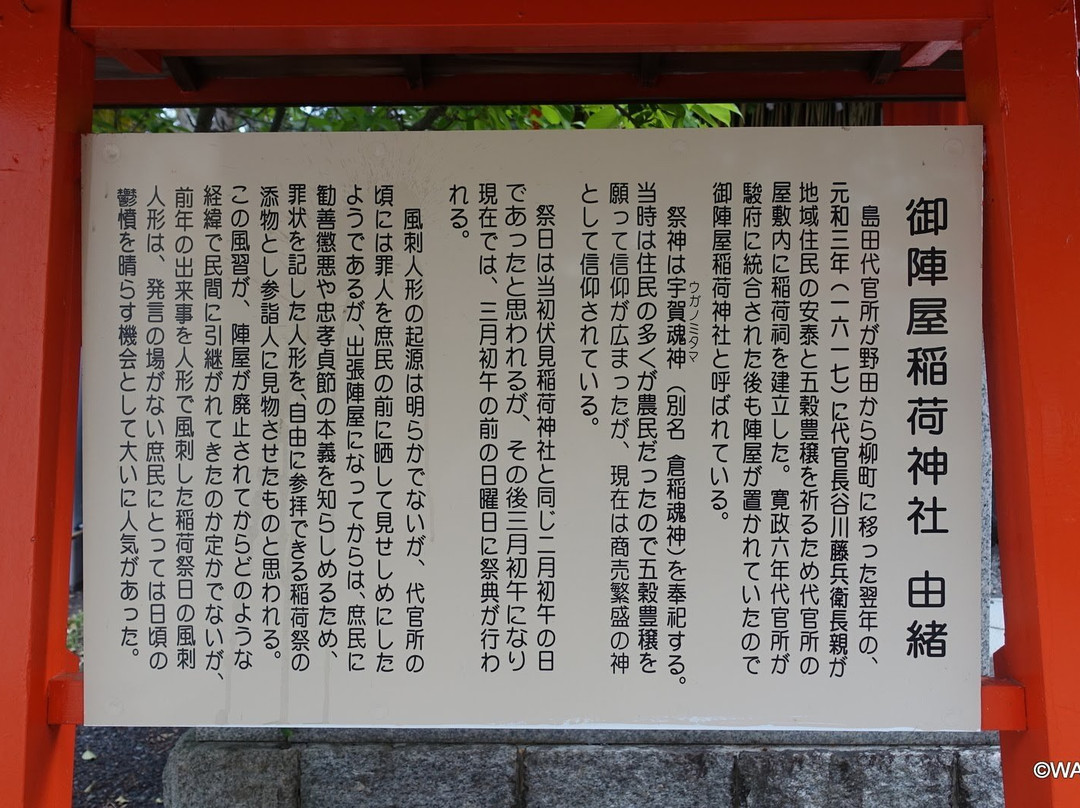 御陣屋稲荷神社 由緒
島田代官所が野田から柳町に移った翌年の、
元和三年(一六一七)に代官長谷川藤兵衛長親が
地域住民の安泰と五穀豊穣を祈るため代官所の
屋敷内に稲荷祠を建立した。寛政六年代官所が
駿府に統合された後も陣屋が置かれていたので
御陣屋稲荷神社と呼ばれている。
ウガノミタマ
祭神は宇賀魂神(別名 倉稲魂神)を奉祀する。
当時は住民の多くが農民だったので五穀豊穣を
願って信仰が広まったが、現在は商売繁盛の神
として信仰されている。
祭日は当初伏見稲荷神社と同じ二月初午の日
であったと思われるが、その後三月初午になり
現在では、三月初午の前の日曜日に祭典が行わ
れる。
風刺人形の起源は明らかでないが、代官所の
頃には罪人を庶民の前に晒して見せしめにした
ようであるが、出張陣屋になってからは、庶民に
勧善懲悪や忠孝貞節の本義を知らしめるため、
罪状を記した人形を、自由に参拝できる稲荷祭の
添物とし参詣人に見物させたものと思われる。
この風習が、陣屋が廃止されてからどのような
経緯で民間に引継がれてきたのか定かでないが、
前年の出来事を人形で風刺した稲荷祭日の風刺
人形は、発言の場がない庶民にとっては日頃の
鬱憤を晴らす機会として大いに人気があった。
©WA